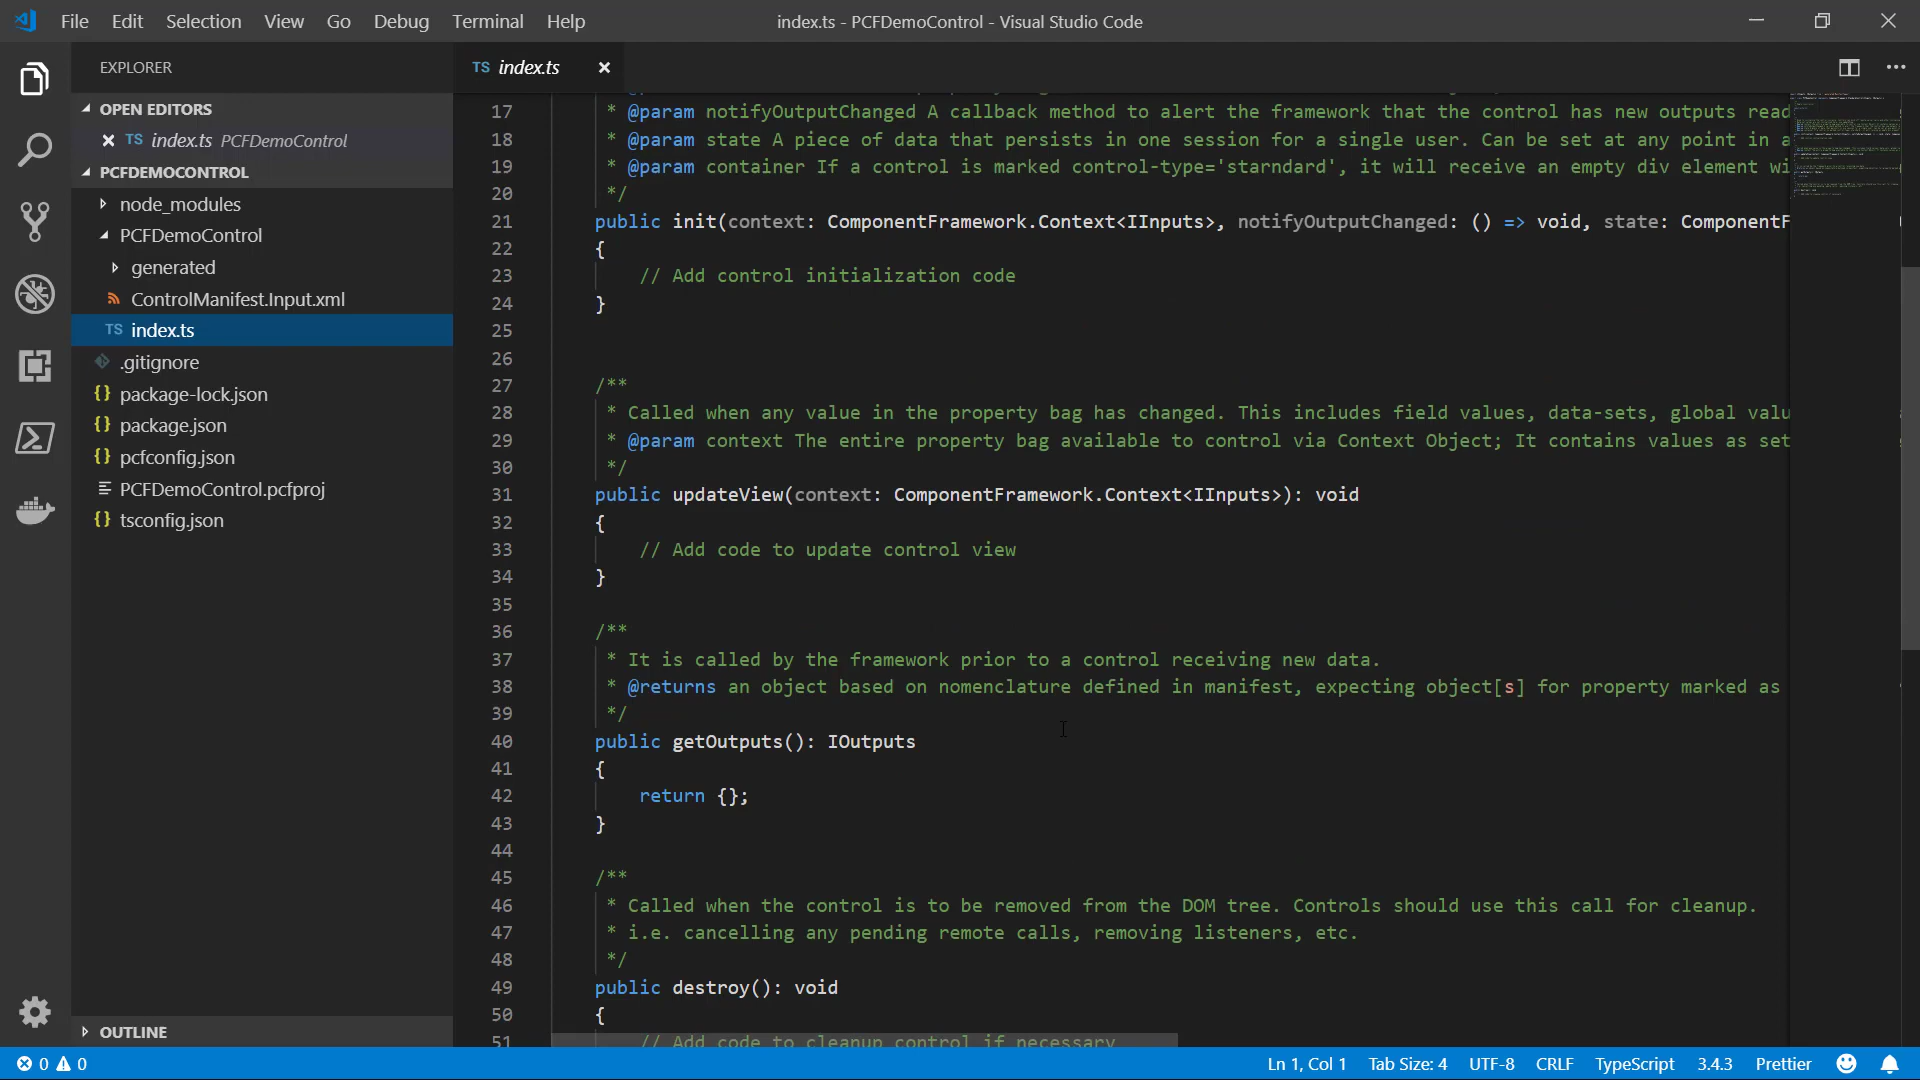 File Edit Selection View Go Debug Terminal Help
index.ts - PCFDemoControl - Visual Studio Code
EXPLORER
OPEN EDITORS
TS index.ts PCFDemoControl
PCFDEMOCONTROL
node_modules
PCFDemoControl
generated
ControlManifest.Input.xml
TS index.ts
.gitignore
{} package-lock.json
{} package.json
{} pcfconfig.json
PCFDemoControl.pcfproj
{} tsconfig.json
OUTLINE
TS index.ts
17 * @param notifyOutputChanged A callback method to alert the framework that the control has new outputs read
18 * @param state A piece of data that persists in one session for a single user. Can be set at any point in a
19 * @param container If a control is marked control-type='starndard', it will receive an empty div element wi
20 */
21 public init(context: ComponentFramework.Context<IInputs>, notifyOutputChanged: () => void, state: ComponentF
22 {
23 // Add control initialization code
24 }
25
26
27 /**
28 * Called when any value in the property bag has changed. This includes field values, data-sets, global valu
29 * @param context The entire property bag available to control via Context Object; It contains values as set
30 */
31 public updateView(context: ComponentFramework.Context<IInputs>): void
32 {
33 // Add code to update control view
34 }
35
36 /**
37 * It is called by the framework prior to a control receiving new data.
38 * @returns an object based on nomenclature defined in manifest, expecting object[s] for property marked as
39 */
40 public getOutputs(): IOutputs
41 {
42 return {};
43 }
44
45 /**
46 * Called when the control is to be removed from the DOM tree. Controls should use this call for cleanup.
47 * i.e. cancelling any pending remote calls, removing listeners, etc.
48 */
49 public destroy(): void
50 {
51 // Add code to cleanup control if necessary
0 0 Ln 1, Col 1 Tab Size: 4 UTF-8 CRLF TypeScript 3.4.3 Prettier